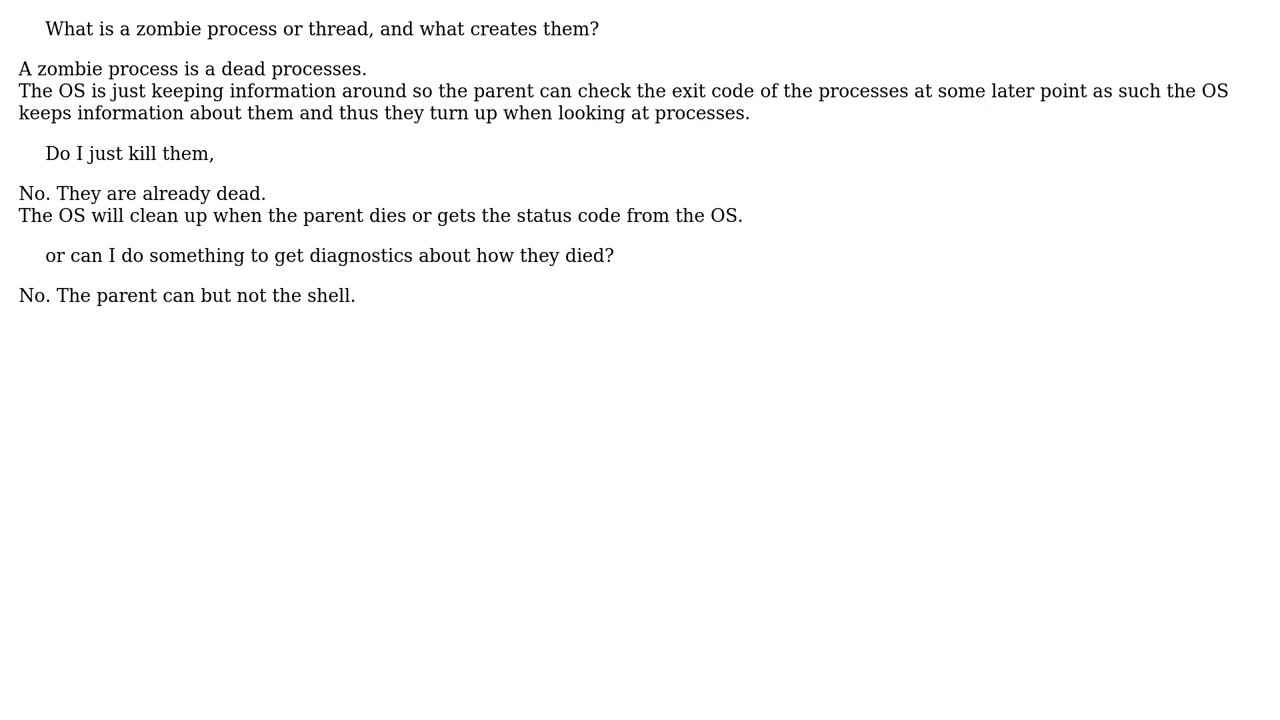 What is a zombie process or thread, and what creates them?
A zombie process is a dead processes.
The OS is just keeping information around so the parent can check the exit code of the processes at some later point as such the OS
keeps information about them and thus they turn up when looking at processes.
Do I just kill them,
No. They are already dead.
The OS will clean up when the parent dies or gets the status code from the OS.
or can I do something to get diagnostics about how they died?
No. The parent can but not the shell.